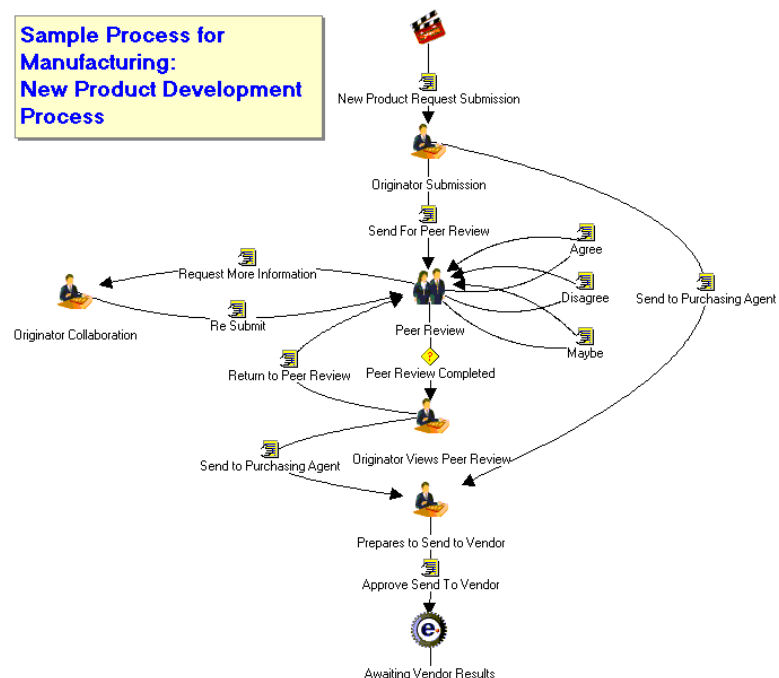 Sample Process for
Manufacturing:
New Product Development
Process
New Product Request Submission
Originator Submission
Send For Peer Review
Agree
Request More Information
Disagree
Send to Purchasing Agent
Re Submit
Originator Collaboration
Peer Review
Maybe
?
Return to Peer Review
Peer Review Completed
Originator Views Peer Review
Send to Purchasing Agent
Prepares to Send to Vendor
Approve Send To Vendor
e
Awaiting Vendor Results